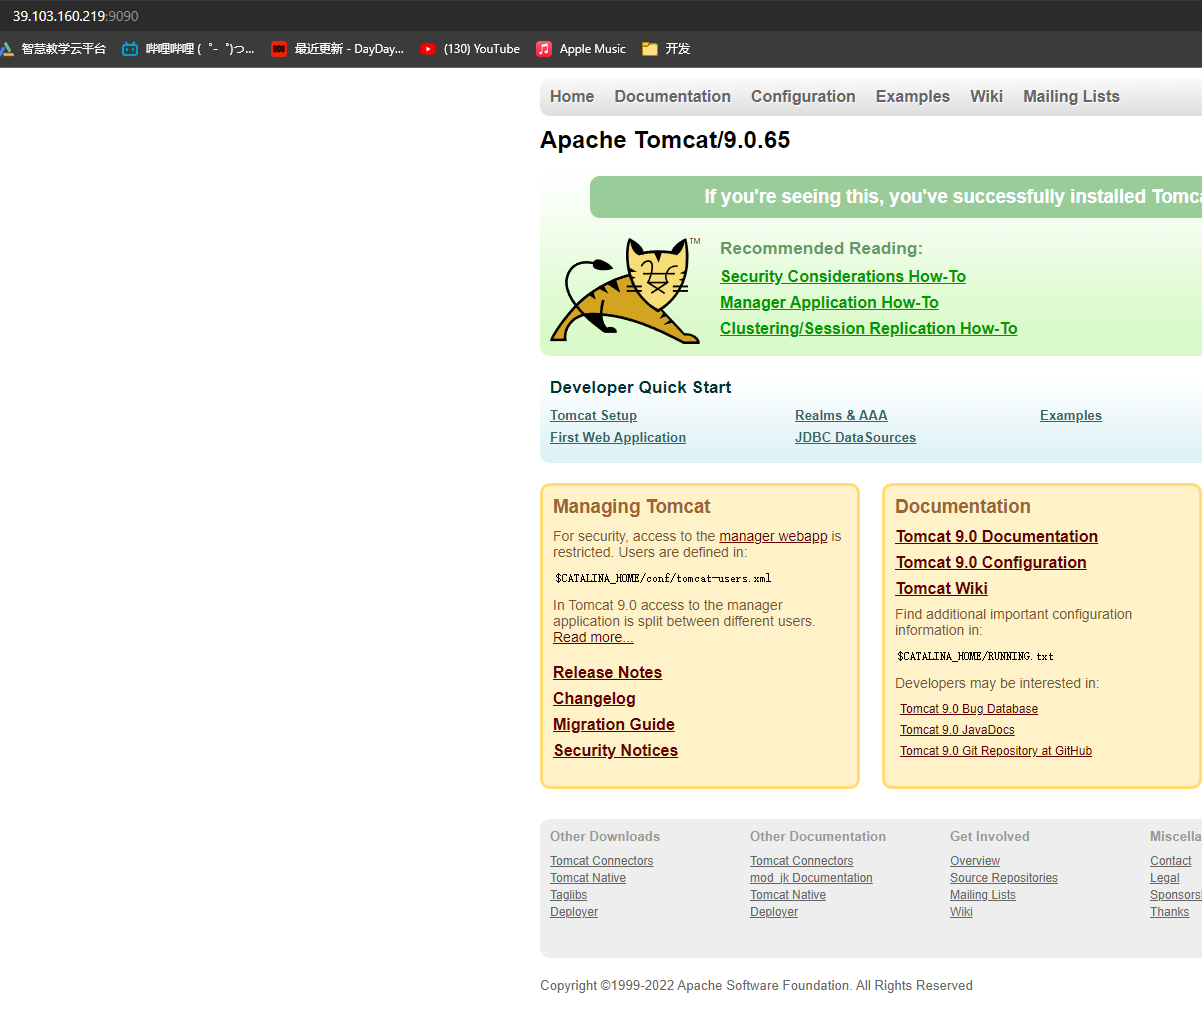 39.103.160.219:9090
智慧教学云平台 哔哩哔哩 (゜-゜)つ... 最近更新 - DayDay... (130) YouTube Apple Music 开发
Home Documentation Configuration Examples Wiki Mailing Lists
Apache Tomcat/9.0.65
If you're seeing this, you've successfully installed Tomca
TM
Recommended Reading:
Security Considerations How-To
Manager Application How-To
Clustering/Session Replication How-To
Developer Quick Start
Tomcat Setup Realms & AAA Examples
First Web Application JDBC DataSources
Managing Tomcat
For security, access to the manager webapp is
restricted. Users are defined in:
$CATALINA_HOME/conf/tomcat-users.xml
In Tomcat 9.0 access to the manager
application is split between different users.
Read more...
Release Notes
Changelog
Migration Guide
Security Notices
Documentation
Tomcat 9.0 Documentation
Tomcat 9.0 Configuration
Tomcat Wiki
Find additional important configuration
information in:
$CATALINA_HOME/RUNNING.txt
Developers may be interested in:
Tomcat 9.0 Bug Database
Tomcat 9.0 JavaDocs
Tomcat 9.0 Git Repository at GitHub
Other Downloads
Tomcat Connectors
Tomcat Native
Taglibs
Deployer
Other Documentation
Tomcat Connectors
mod_jk Documentation
Tomcat Native
Deployer
Get Involved
Overview
Source Repositories
Mailing Lists
Wiki
Miscella
Contact
Legal
Sponsors
Thanks
Copyright ©1999-2022 Apache Software Foundation. All Rights Reserved